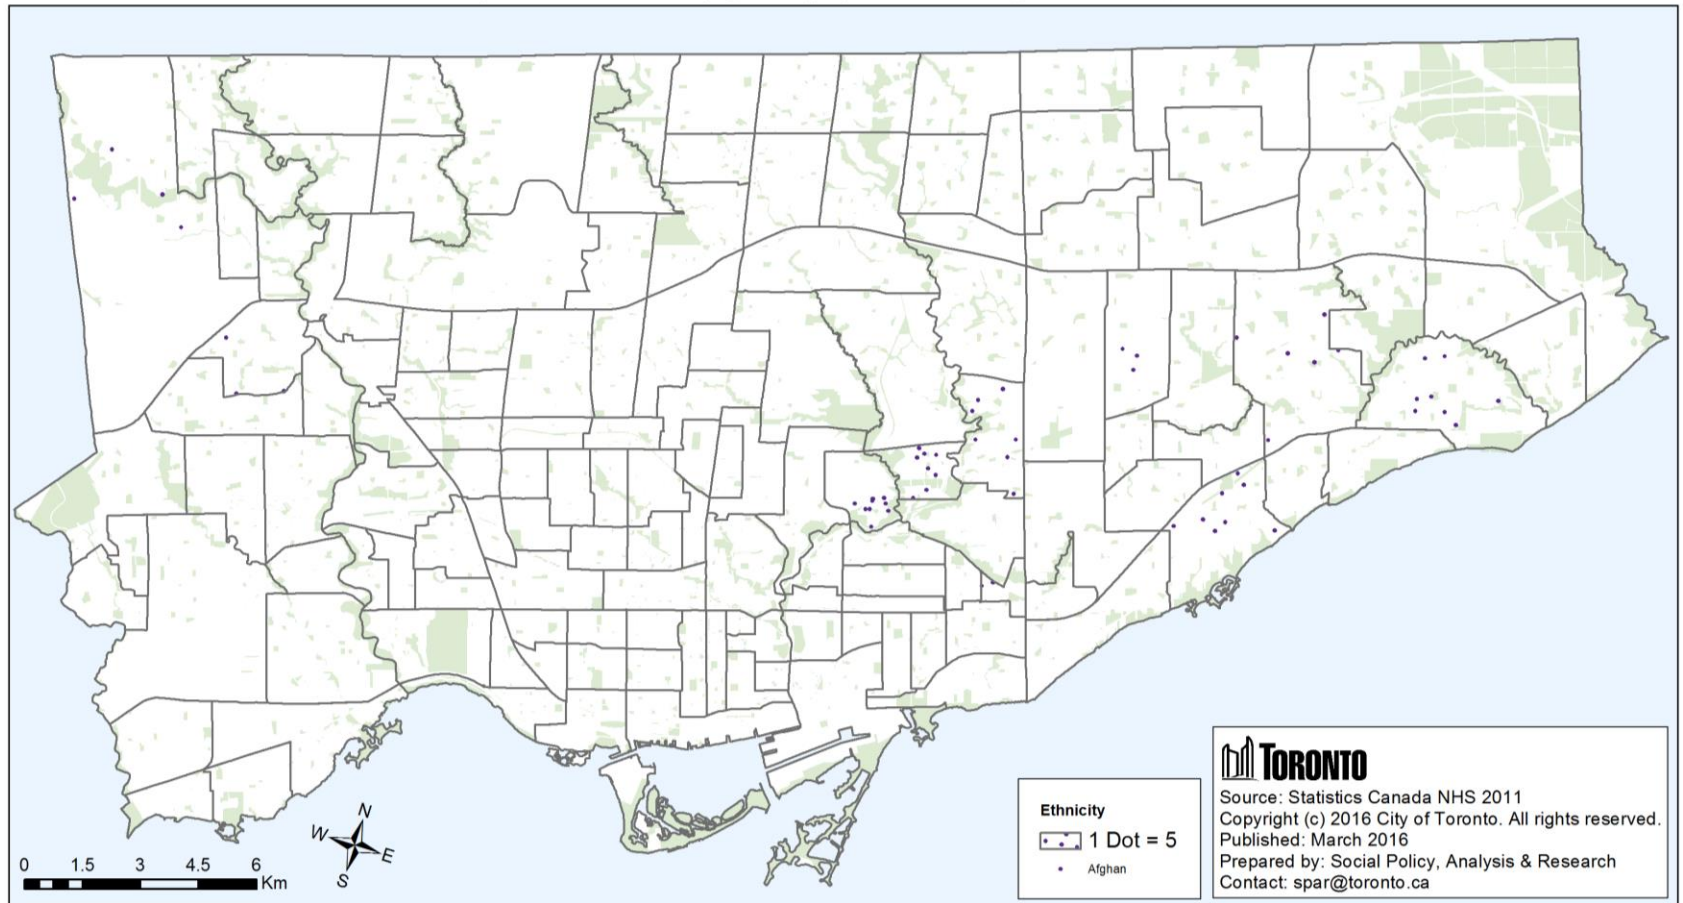 N
W
E
S
0 1.5 3 4.5 6
Km
Ethnicity
1 Dot = 5
Afghan
TORONTO
Source: Statistics Canada NHS 2011
Copyright (c) 2016 City of Toronto. All rights reserved.
Published: March 2016
Prepared by: Social Policy, Analysis & Research
Contact: spar@toronto.ca